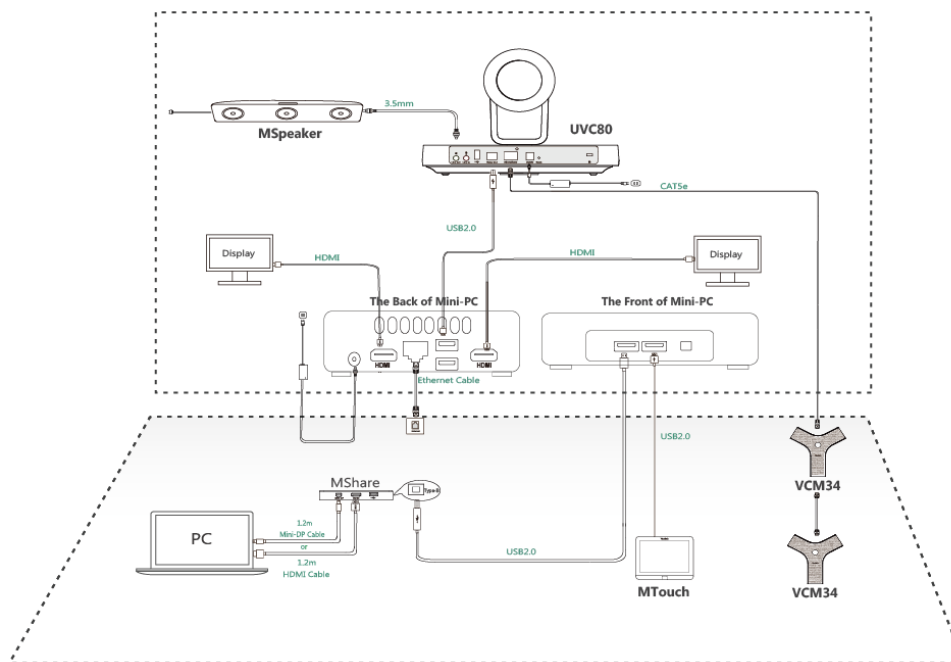 3.5mm
MSpeaker
UVC80
CAT5e
USB2.0
Display
HDMI
HDMI
Display
The Back of Mini-PC
The Front of Mini-PC
HDMI
HDMI
Ethernet Cable
USB2.0
VCM34
MShare
Type-B
PC
1.2m
Mini-DP Cable
or
1.2m
HDMI Cable
USB2.0
MTouch
VCM34